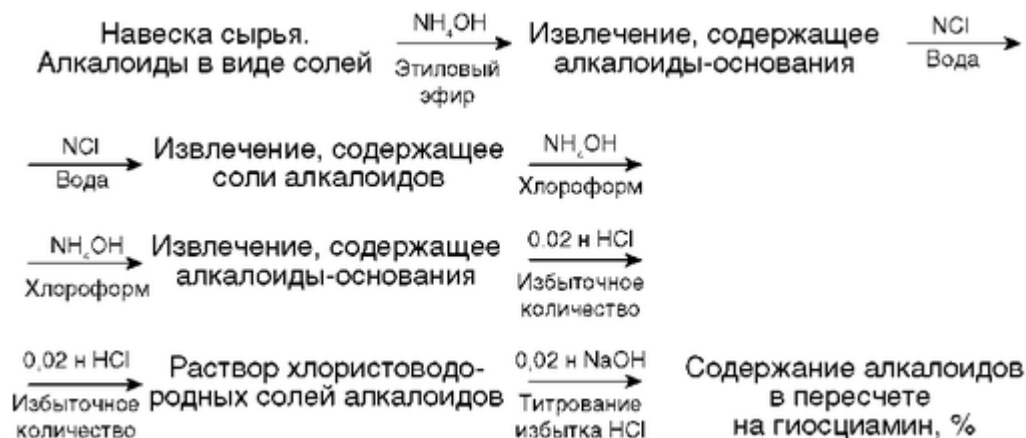 Навеска сырья.
Алкалоиды в виде солей
NH₄OH
Этиловый
эфир
Извлечение, содержащее
алкалоиды-основания
NCl
Вода
NCl
Вода
Извлечение, содержащее
соли алкалоидов
NH₄OH
Хлороформ
NH₄OH
Хлороформ
Извлечение, содержащее
алкалоиды-основания
0.02 н HCl
Избыточное
количество
0,02 н HCl
Избыточное
количество
Раствор хлористоводо-
родных солей алкалоидов
0,02 н NaOH
Титрование
избытка HCl
Содержание алкалоидов
в пересчете
на гиосциамин, %